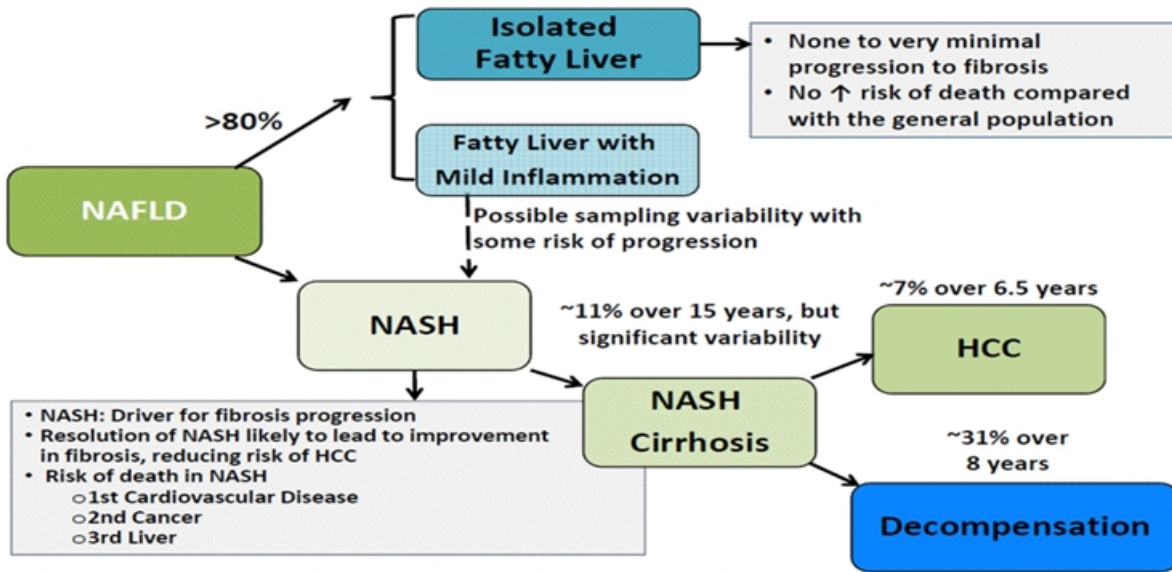 Isolated
Fatty Liver
• None to very minimal
progression to fibrosis
• No ↑ risk of death compared
with the general population
>80%
Fatty Liver with
Mild Inflammation
NAFLD
Possible sampling variability with
some risk of progression
NASH
~11% over 15 years, but
significant variability
~7% over 6.5 years
HCC
• NASH: Driver for fibrosis progression
• Resolution of NASH likely to lead to improvement
in fibrosis, reducing risk of HCC
• Risk of death in NASH
o 1st Cardiovascular Disease
o 2nd Cancer
o 3rd Liver
NASH
Cirrhosis
~31% over
8 years
Decompensation